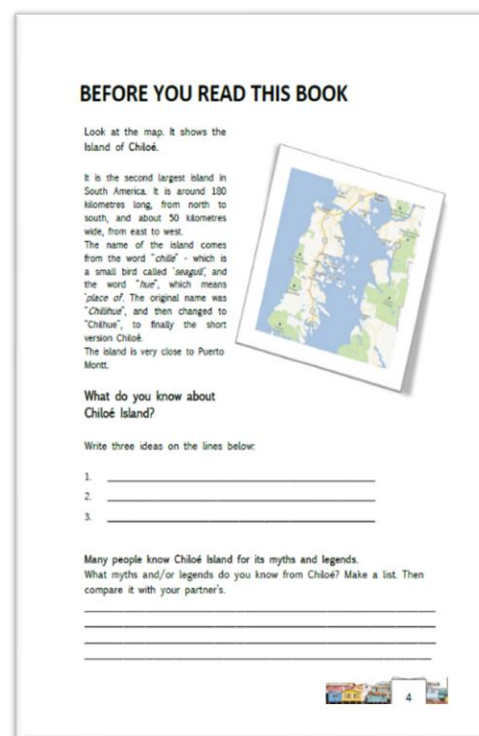 BEFORE YOU READ THIS BOOK
Look at the map. It shows the
Island of Chiloé.
It is the second largest island in
South America. It is around 180
kilometres long, from north to
south, and about 50 kilometres
wide, from east to west.
The name of the island comes
from the word "chille" - which is
a small bird called 'seagull', and
the word "hue", which means
'place of'. The original name was
"Chillihue", and then changed to
"Chilhue", to finally the short
version Chiloé.
The island is very close to Puerto
Montt.
What do you know about
Chiloé Island?
Write three ideas on the lines below:
1.
2.
3.
Many people know Chiloé Island for its myths and legends.
What myths and/or legends do you know from Chiloé? Make a list. Then
compare it with your partner's.
4